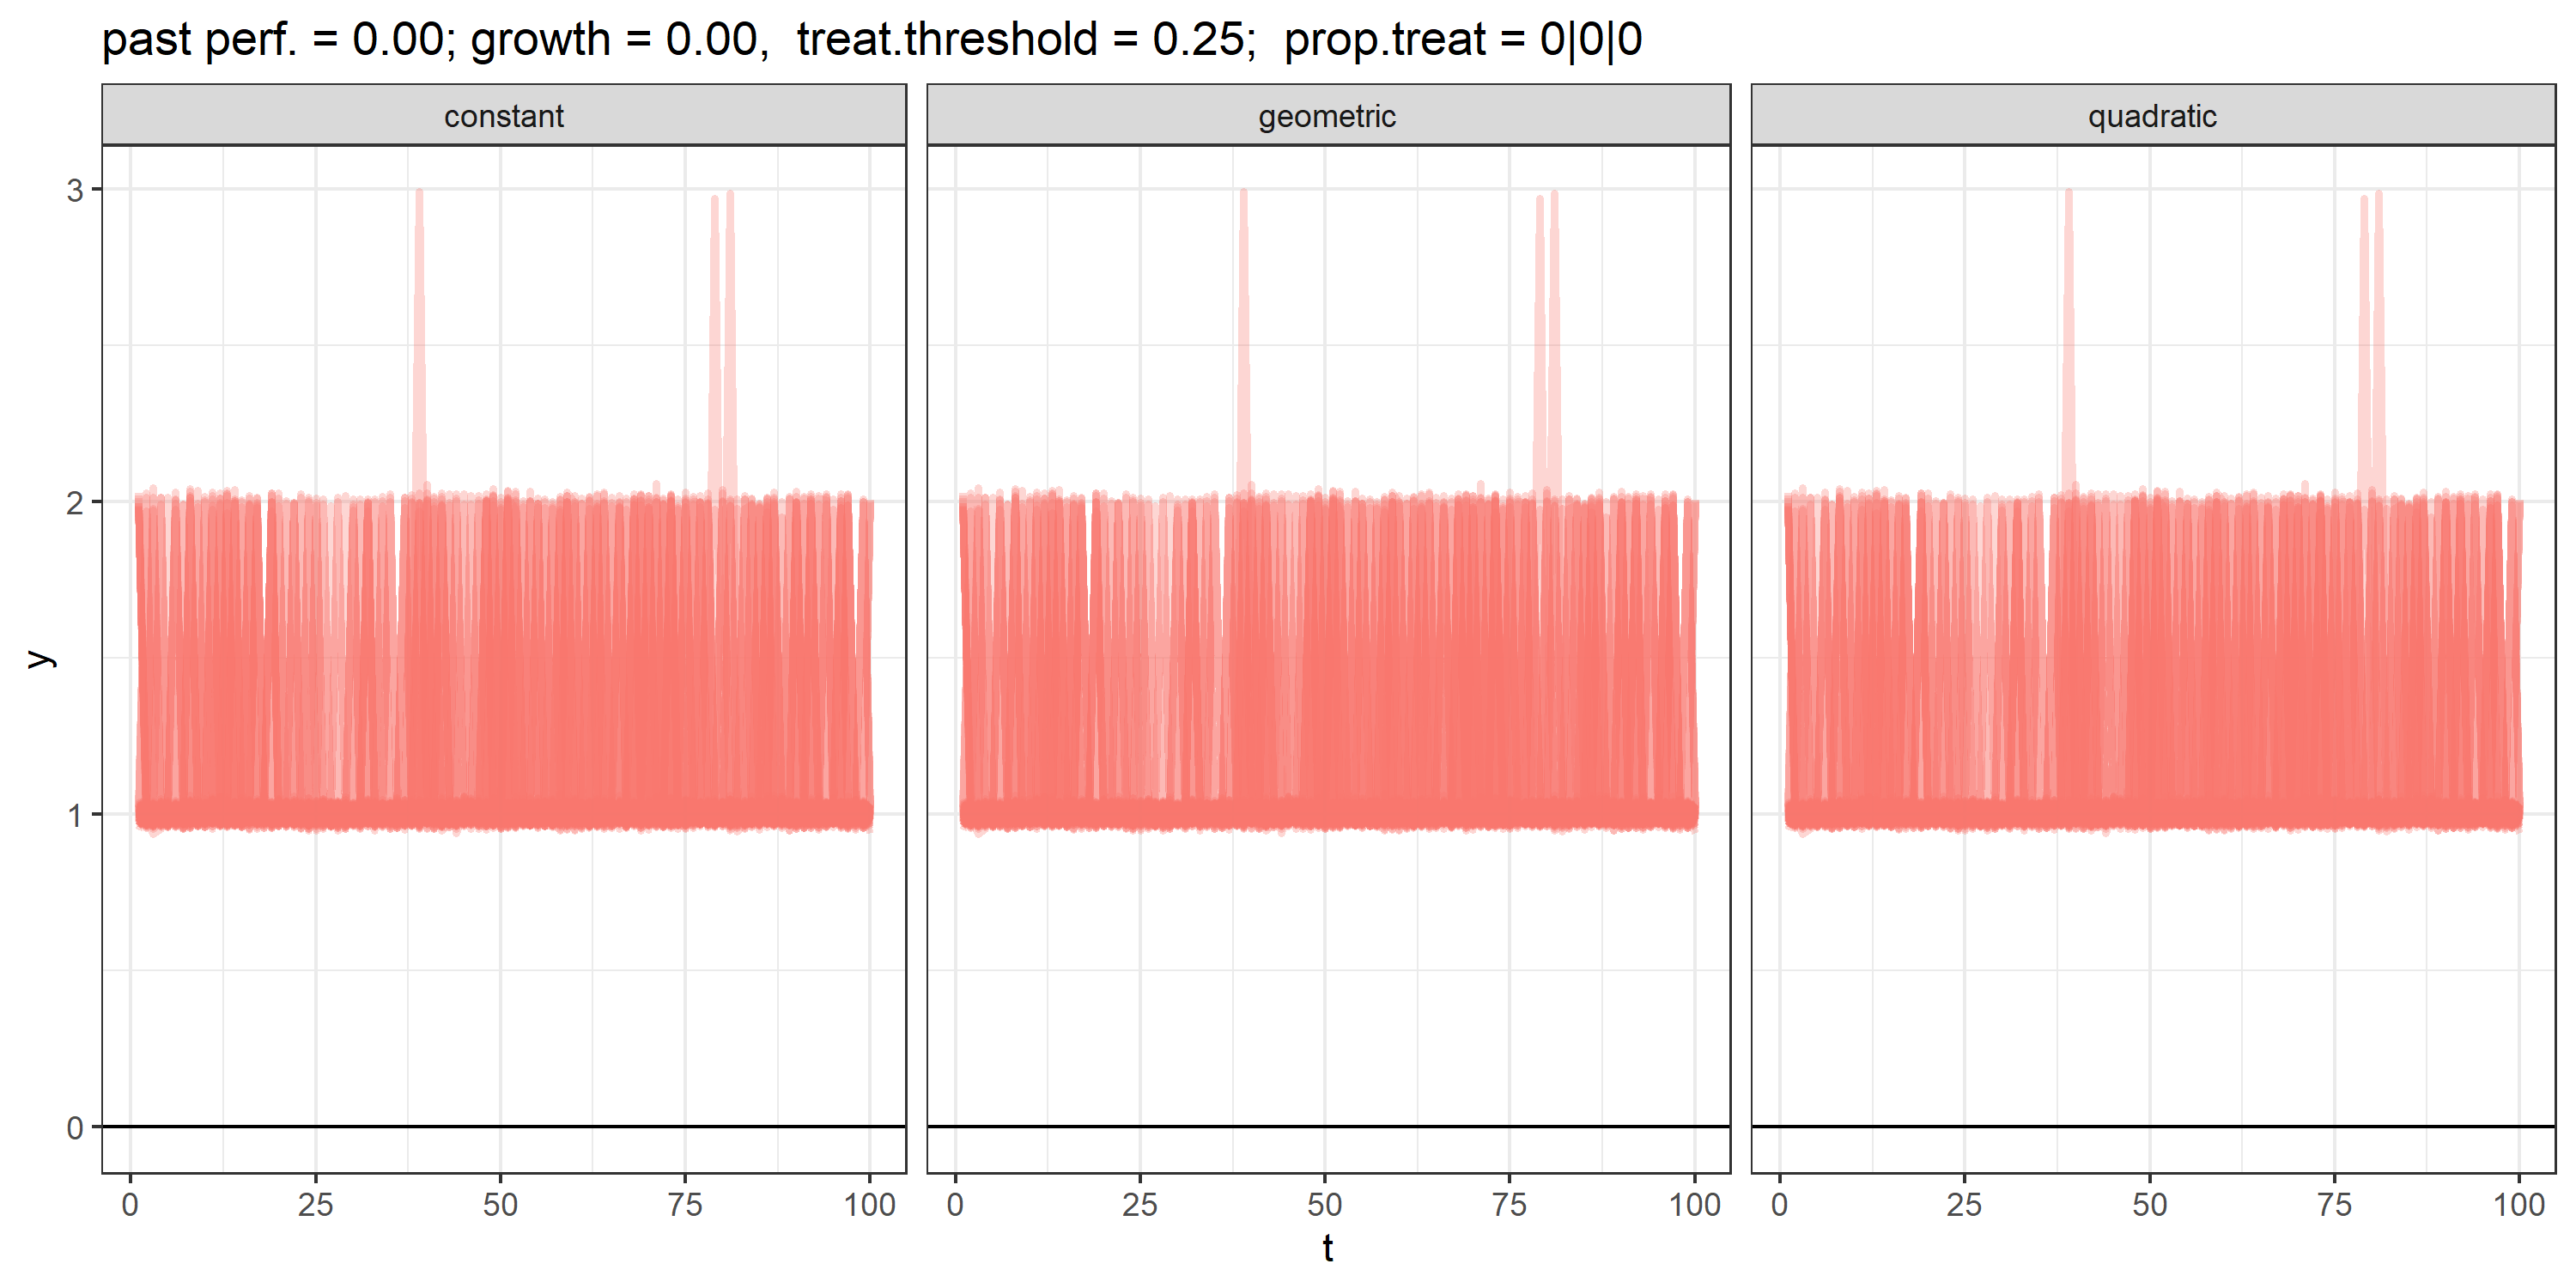 past perf. = 0.00; growth = 0.00,  treat.threshold = 0.25;  prop.treat = 0|0|0
constant
geometric
quadratic
3
2
1
0
y
0 25 50 75 100
0 25 50 75 100
0 25 50 75 100
t